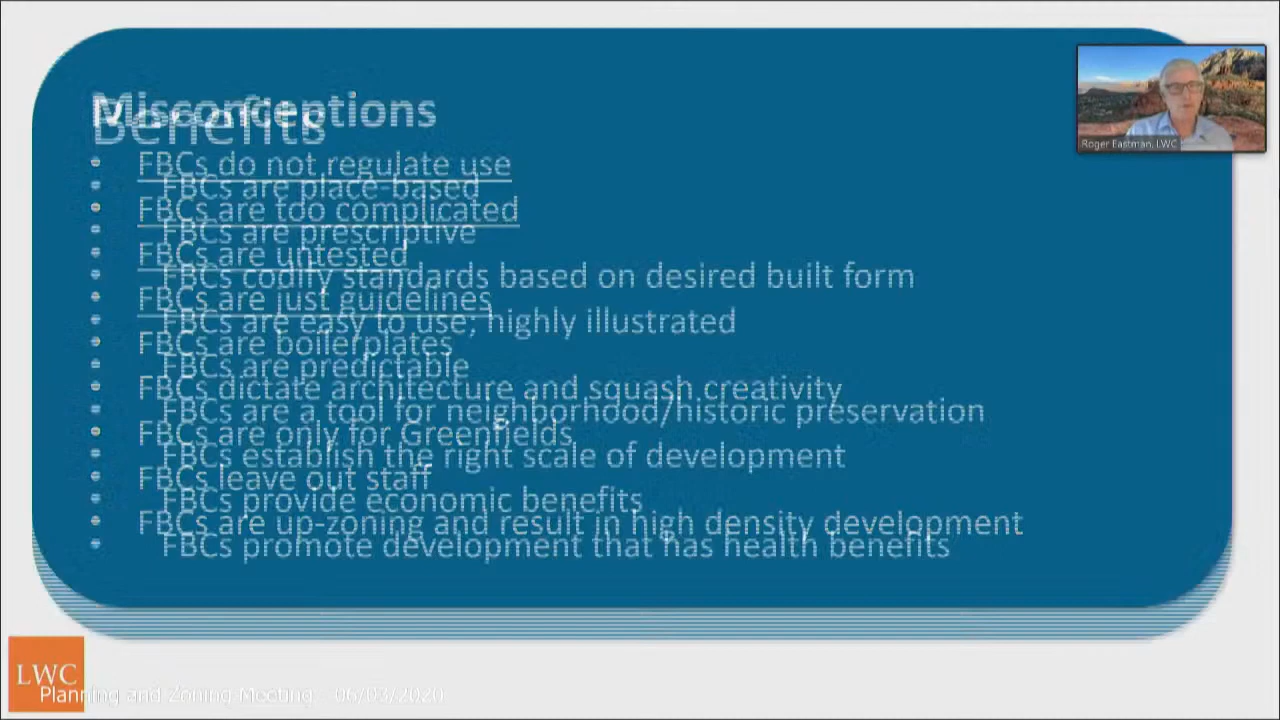 Misconceptions
Benefits
FBCs do not regulate use
FBCs are place-based
FBCs are too complicated
FBCs are prescriptive
FBCs are untested
FBCs codify standards based on desired built form
FBCs are just guidelines
FBCs are easy to use; highly illustrated
FBCs are boilerplates
FBCs are predictable
FBCs dictate architecture and squash creativity
FBCs are a tool for neighborhood/historic preservation
FBCs are only for Greenfields
FBCs establish the right scale of development
FBCs leave out staff
FBCs provide economic benefits
FBCs are up-zoning and result in high density development
FBCs promote development that has health benefits
Roger Eastman, LWC
LWC
Planning and Zoning Meeting - 06/03/2020